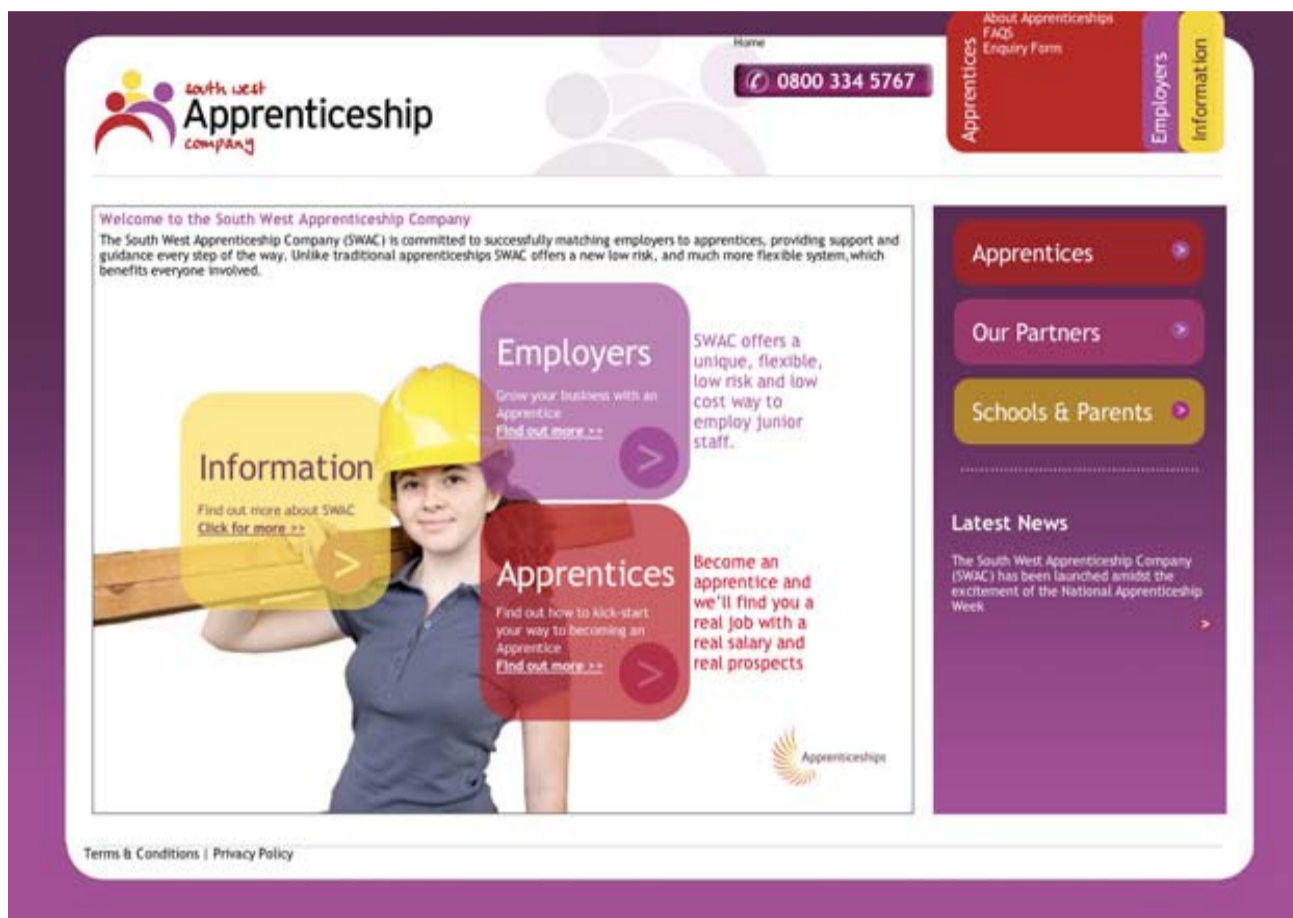 south west
Apprenticeship
company
Home
0800 334 5767
Apprentices
About Apprenticeships
FAQS
Enquiry Form
Employers
Information
Welcome to the South West Apprenticeship Company
The South West Apprenticeship Company (SWAC) is committed to successfully matching employers to apprentices, providing support and
guidance every step of the way. Unlike traditional apprenticeships SWAC offers a new low risk, and much more flexible system,which
benefits everyone involved.
Information
Find out more about SWAC
Click for more >>
>
Employers
Grow your business with an
Apprentice
Find out more >>
>
SWAC offers a
unique, flexible,
low risk and low
cost way to
employ junior
staff.
Apprentices
Find out how to kick-start
your way to becoming an
Apprentice
Find out more >>
>
Become an
apprentice and
we'll find you a
real job with a
real salary and
real prospects
Apprenticeships
Apprentices >
Our Partners >
Schools & Parents >
Latest News
The South West Apprenticeship Company
(SWAC) has been launched amidst the
excitement of the National Apprenticeship
Week
>
Terms & Conditions | Privacy Policy